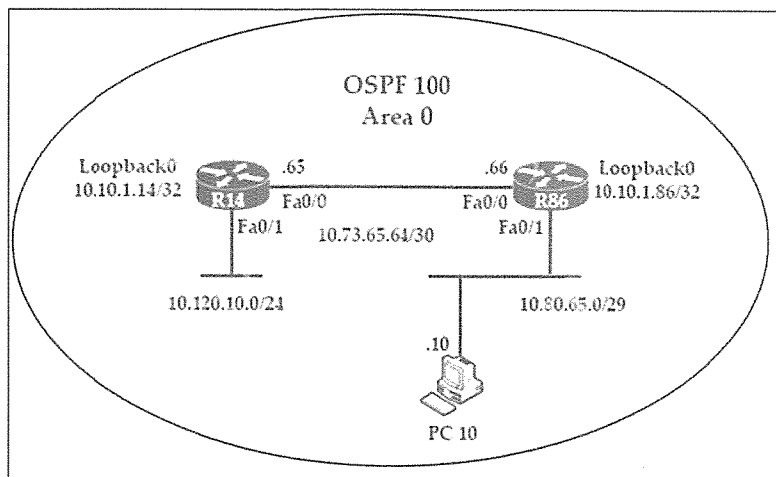 OSPF 100
Area 0
Loopback0
10.10.1.14/32
.65
.66
Loopback0
10.10.1.86/32
R14
R86
Fa0/0
Fa0/0
Fa0/1
10.73.65.64/30
Fa0/1
10.120.10.0/24
10.80.65.0/29
.10
PC 10